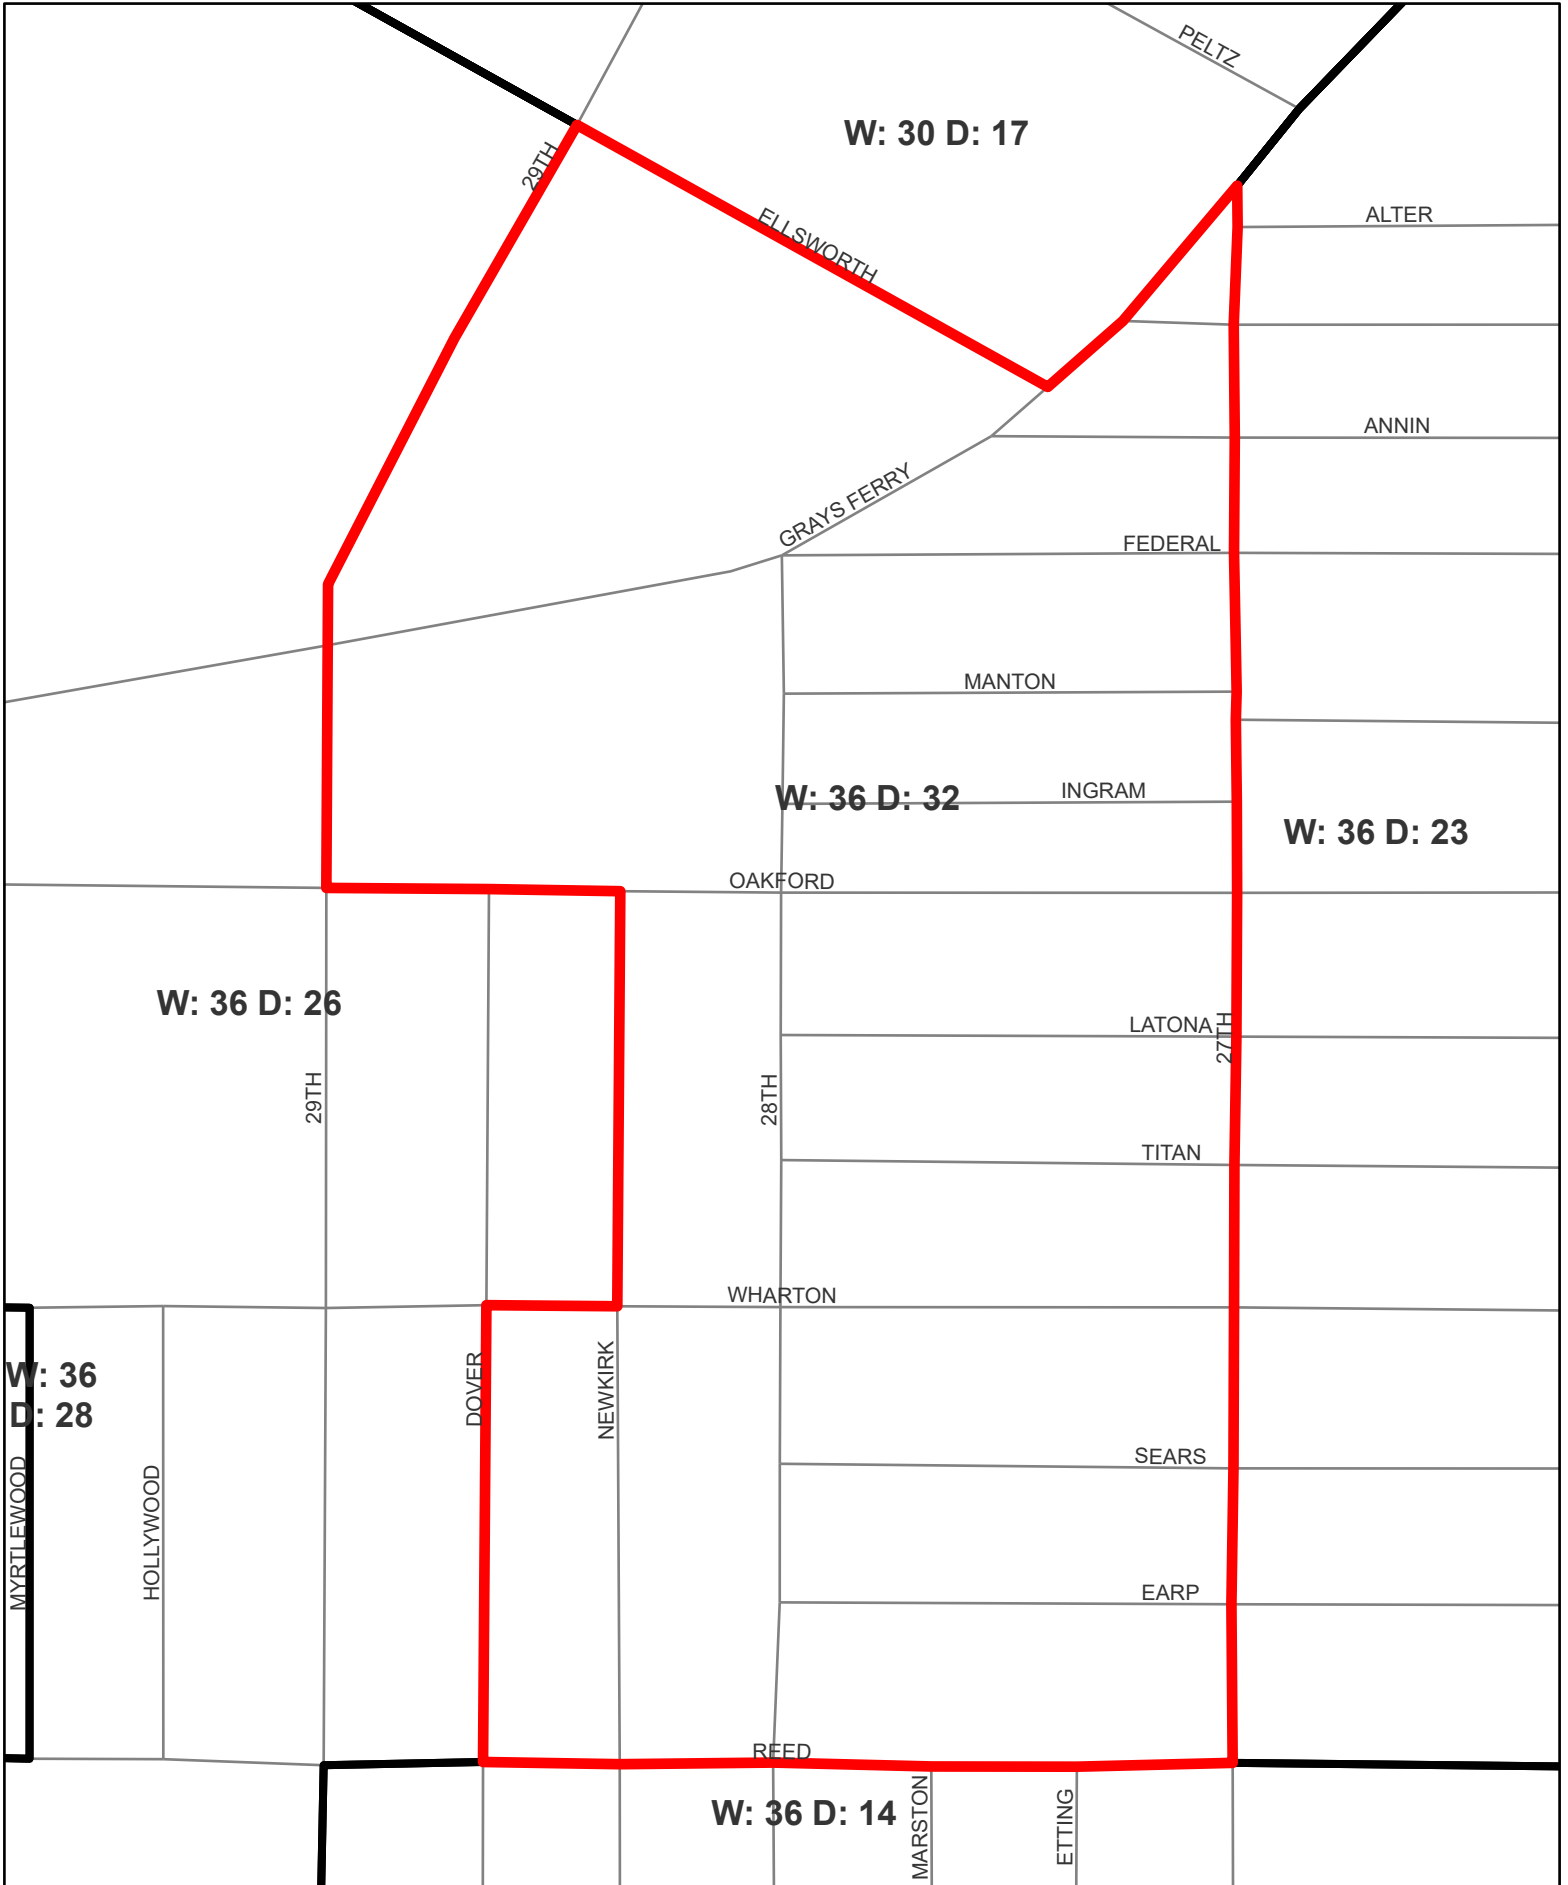 PELTZ
W: 30 D: 17
29TH
ELLSWORTH
ALTER
ANNIN
GRAYS FERRY
FEDERAL
MANTON
INGRAM
W: 36 D: 32
W: 36 D: 23
OAKFORD
W: 36 D: 26
LATONA
27TH
29TH
28TH
TITAN
WHARTON
W: 36
D: 28
DOVER
NEWKIRK
SEARS
MYRTLEWOOD
HOLLYWOOD
EARP
REED
W: 36 D: 14
MARSTON
ETTING